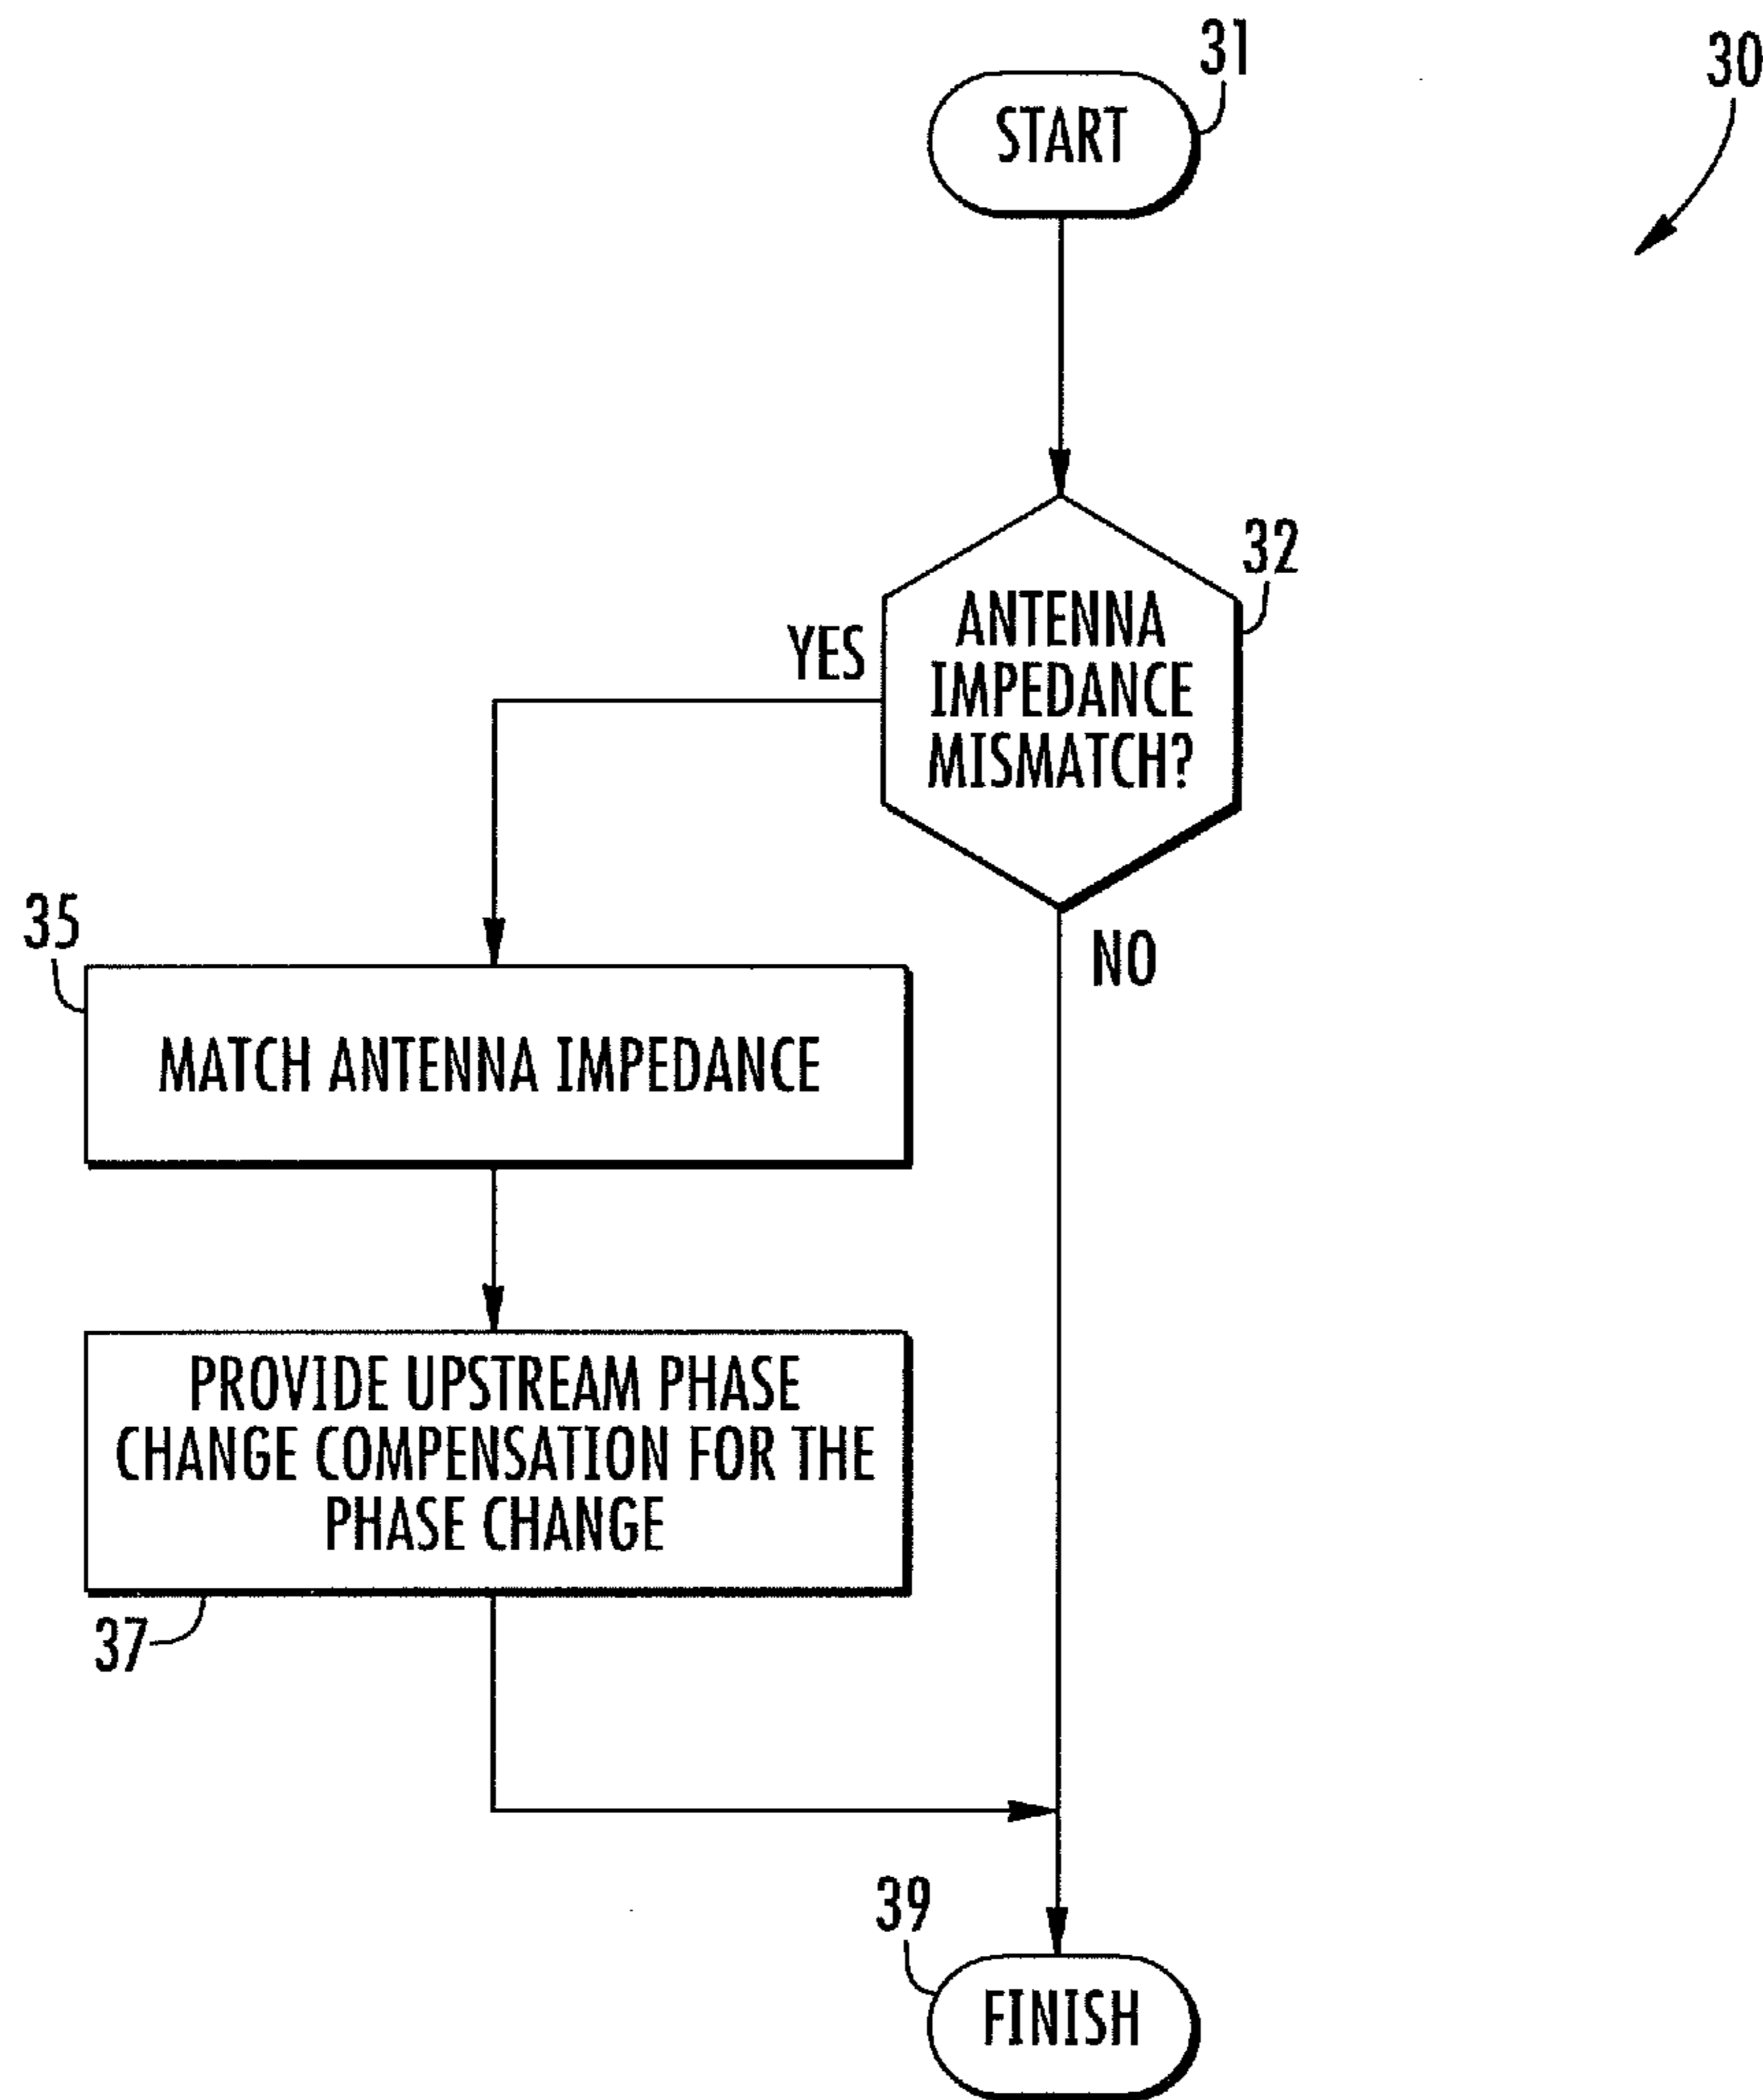 31
30
START
32
ANTENNA
IMPEDANCE
MISMATCH?
YES
NO
35
MATCH ANTENNA IMPEDANCE
PROVIDE UPSTREAM PHASE
CHANGE COMPENSATION FOR THE
PHASE CHANGE
37
39
FINISH